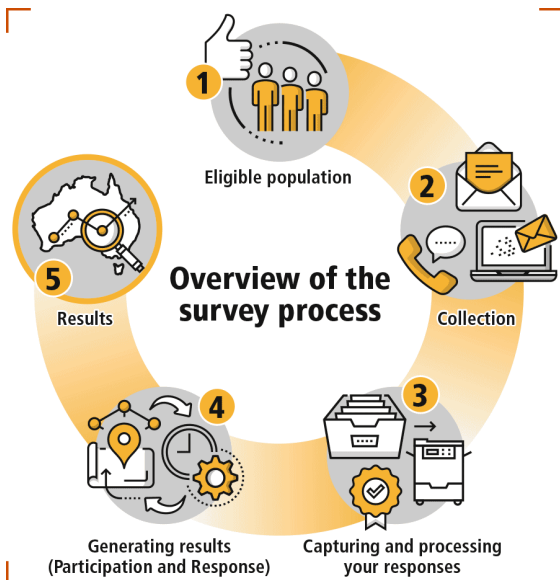 Overview of the
survey process
1
Eligible population
2
Collection
3
Capturing and processing
your responses
4
Generating results
(Participation and Response)
5
Results